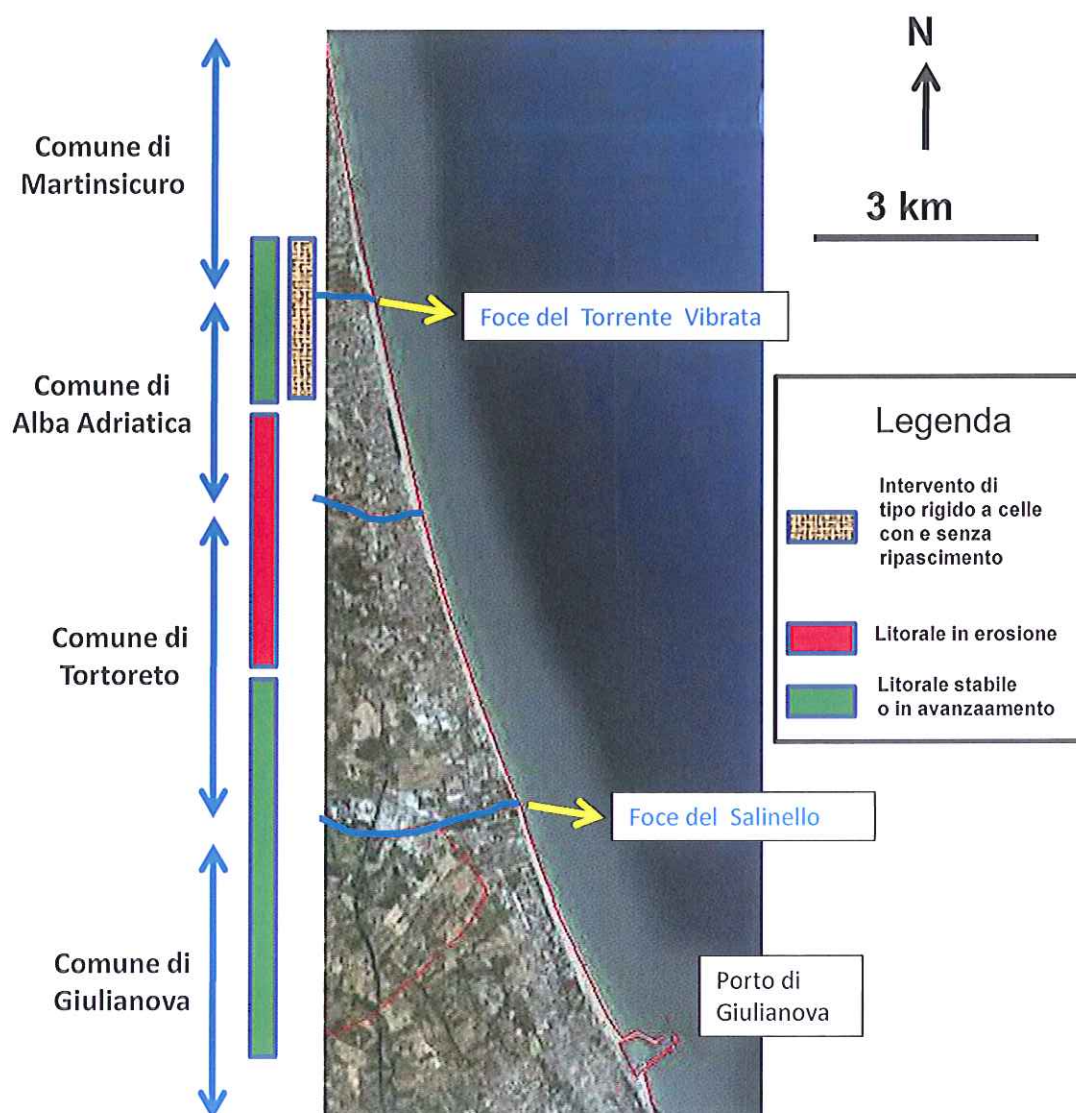 N
3 km
Comune di
Martinsicuro
Foce del Torrente Vibrata
Comune di
Alba Adriatica
Legenda
Intervento di
tipo rigido a celle
con e senza
ripascimento
Litorale in erosione
Litorale stabile
o in avanzaamento
Comune di
Tortoreto
Foce del Salinello
Comune di
Giulianova
Porto di
Giulianova